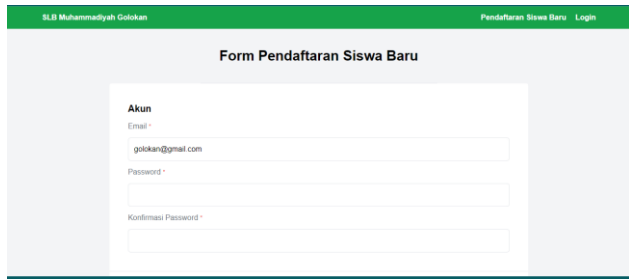 SLB Muhammadiyah Golokan Pendaftaran Siswa Baru Login
Form Pendaftaran Siswa Baru
Akun
Email *
golokan@gmail.com
Password *
Konfirmasi Password *